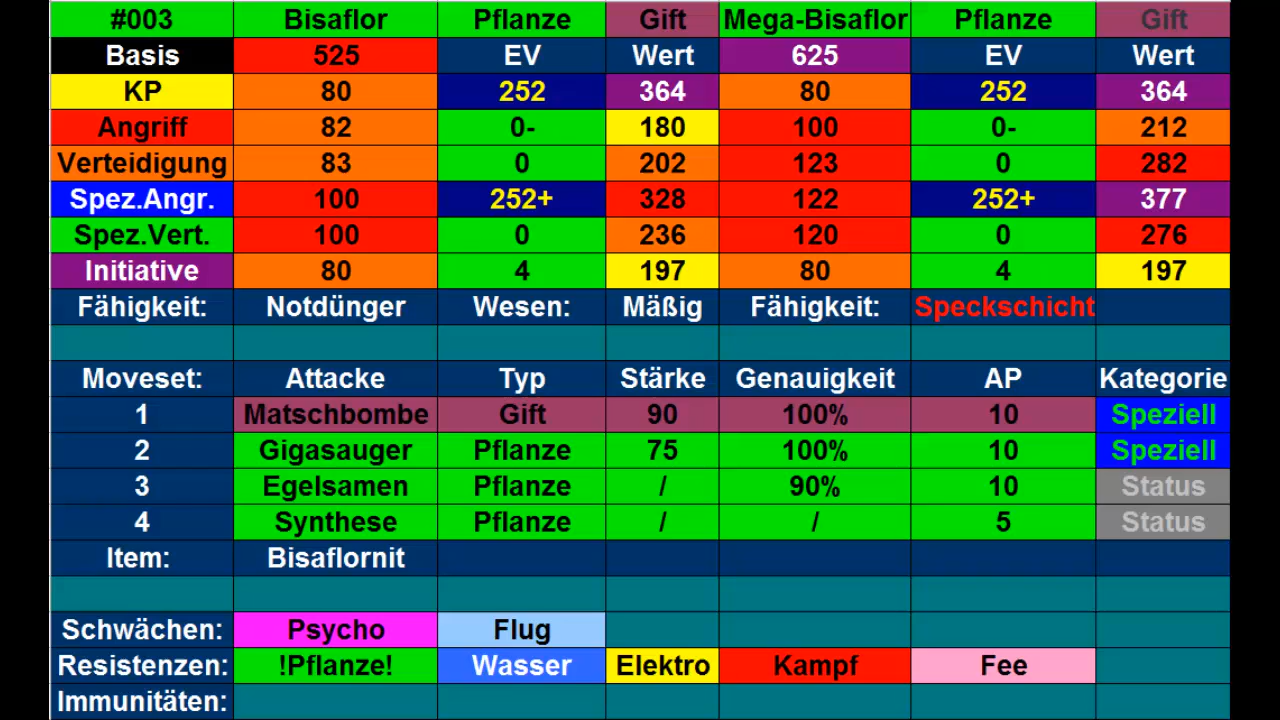 #003 Bisaflor Pflanze Gift Mega-Bisaflor Pflanze Gift
Basis 525 EV Wert 625 EV Wert
KP 80 252 364 80 252 364
Angriff 82 0- 180 100 0- 212
Verteidigung 83 0 202 123 0 282
Spez.Angr. 100 252+ 328 122 252+ 377
Spez.Vert. 100 0 236 120 0 276
Initiative 80 4 197 80 4 197
Fähigkeit: Notdünger Wesen: Mäßig Fähigkeit: Speckschicht
Moveset: Attacke Typ Stärke Genauigkeit AP Kategorie
1 Matschbombe Gift 90 100% 10 Speziell
2 Gigasauger Pflanze 75 100% 10 Speziell
3 Egelsamen Pflanze / 90% 10 Status
4 Synthese Pflanze / / 5 Status
Item: Bisaflornit
Schwächen: Psycho Flug
Resistenzen: !Pflanze! Wasser Elektro Kampf Fee
Immunitäten: